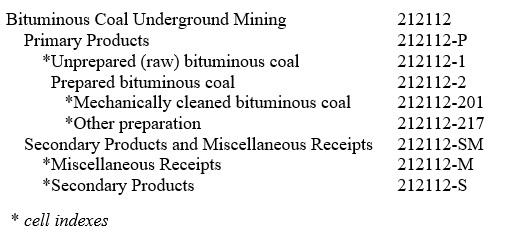 Bituminous Coal Underground Mining 212112
Primary Products 212112-P
*Unprepared (raw) bituminous coal 212112-1
Prepared bituminous coal 212112-2
*Mechanically cleaned bituminous coal 212112-201
*Other preparation 212112-217
Secondary Products and Miscellaneous Receipts 212112-SM
*Miscellaneous Receipts 212112-M
*Secondary Products 212112-S
* cell indexes